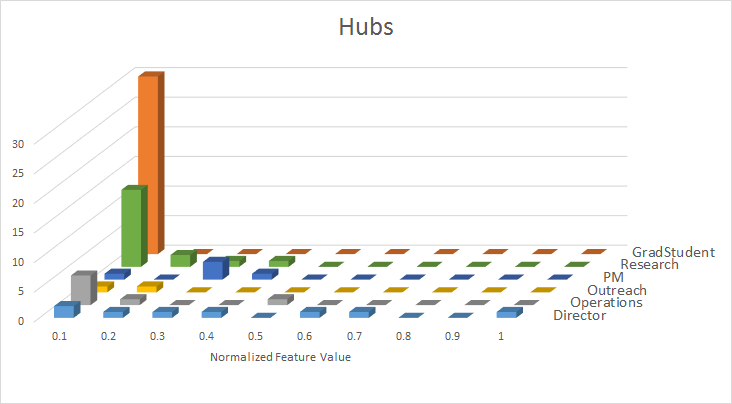 Hubs
30
25
20
15
10
5
0
GradStudent
Research
PM
Outreach
Operations
Director
0.1 0.2 0.3 0.4 0.5 0.6 0.7 0.8 0.9 1
Normalized Feature Value